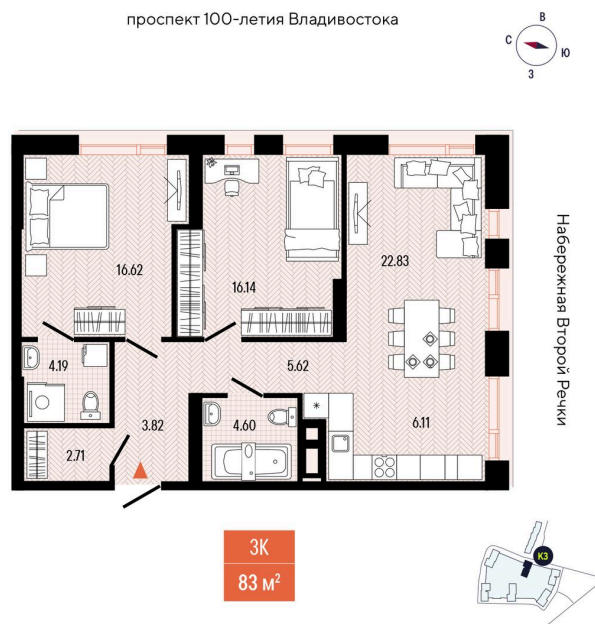 проспект 100-летия Владивостока
В
С
Ю
З
16.62
16.14
22.83
Набережная Второй Речки
4.19
5.62
3.82
4.60
6.11
2.71
3К
83 м²
К3